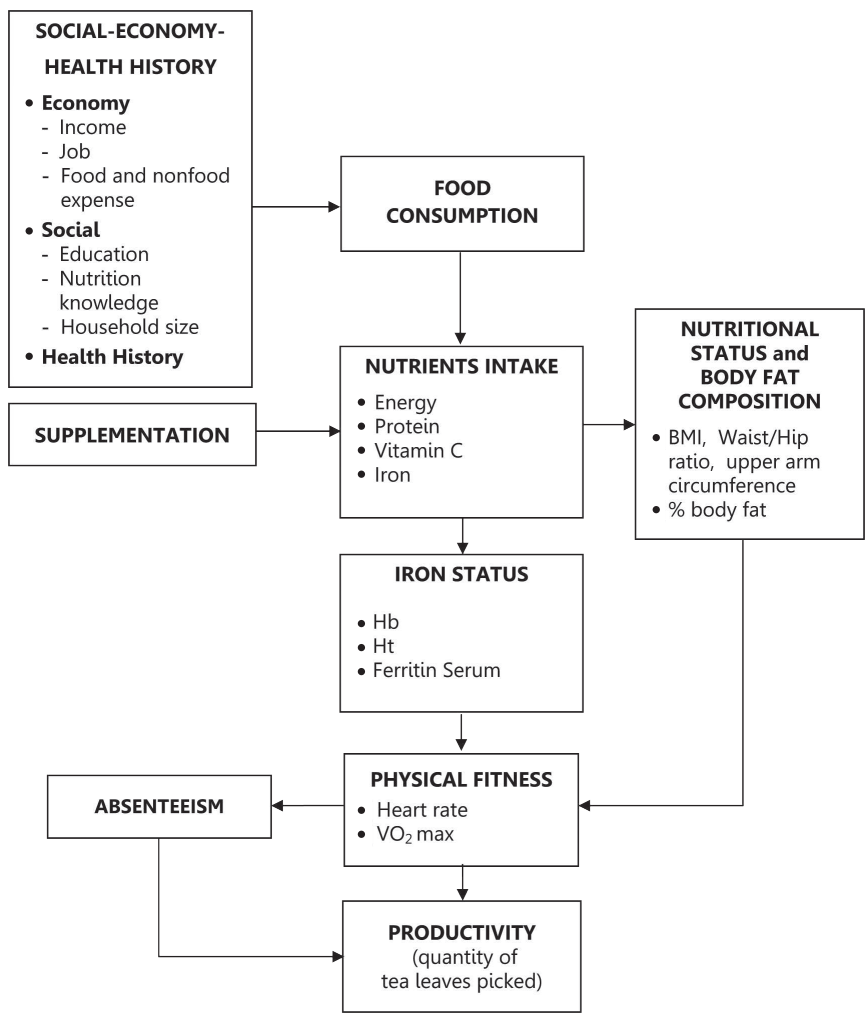 SOCIAL-ECONOMY-
HEALTH HISTORY
• Economy
- Income
- Job
- Food and nonfood
expense
• Social
- Education
- Nutrition
knowledge
- Household size
• Health History
SUPPLEMENTATION
FOOD
CONSUMPTION
NUTRIENTS INTAKE
• Energy
• Protein
• Vitamin C
• Iron
NUTRITIONAL
STATUS and
BODY FAT
COMPOSITION
• BMI, Waist/Hip
ratio, upper arm
circumference
• % body fat
IRON STATUS
• Hb
• Ht
• Ferritin Serum
PHYSICAL FITNESS
• Heart rate
• VO₂ max
ABSENTEEISM
PRODUCTIVITY
(quantity of
tea leaves picked)